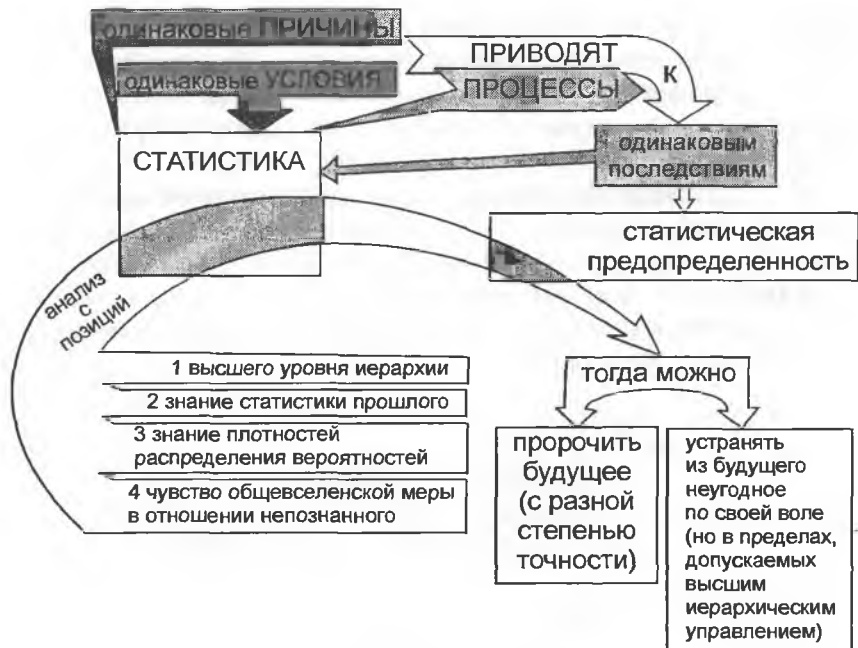 одинаковые ПРИЧИНЫ
ПРИВОДЯТ
К
одинаковые УСЛОВИЯ
ПРОЦЕССЫ
одинаковым
последствиям
СТАТИСТИКА
статистическая
предопределенность
анализ
с
позиций
1 высшего уровня иерархии
2 знание статистики прошлого
3 знание плотностей
распределения вероятностей
4 чувство общевселенской меры
в отношении непознанного
тогда можно
пророчить
будущее
(с разной
степенью
точности)
устранять
из будущего
неугодное
по своей воле
(но в пределах,
допускаемых
высшим
иерархическим
управлением)